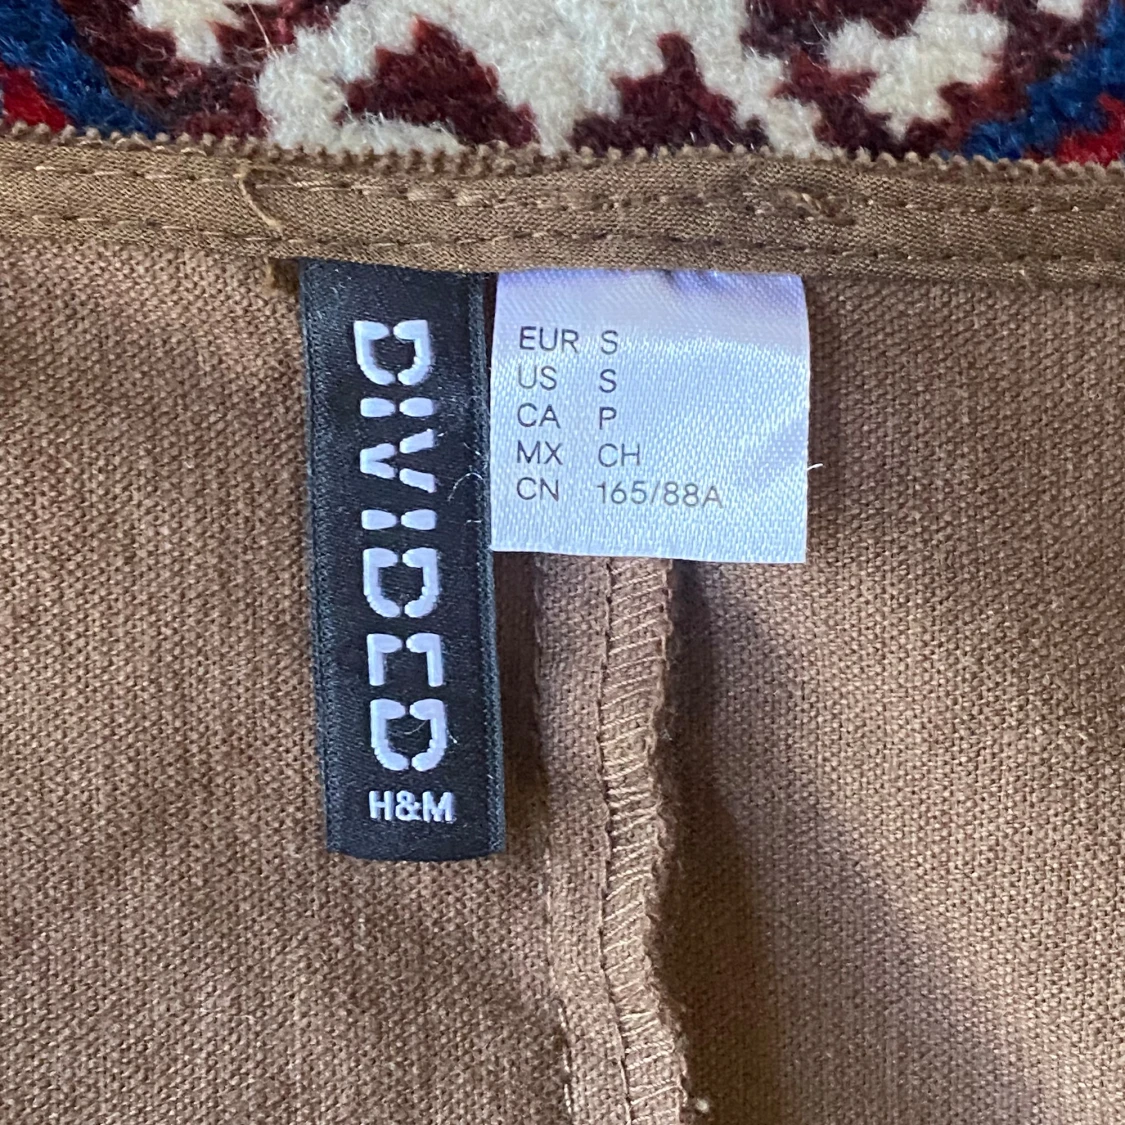 DIVIDED
H&M
EUR S
US S
CA P
MX CH
CN 165/88A